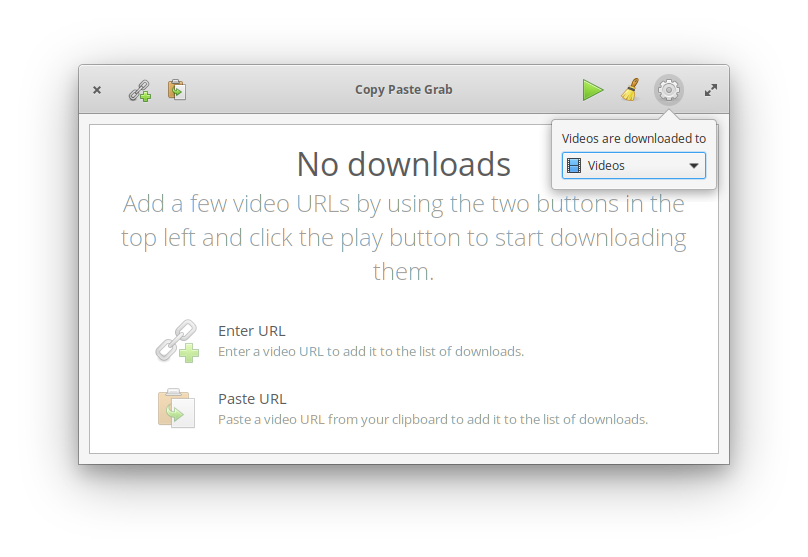 Copy Paste Grab
Videos are downloaded to
Videos
No downloads
Add a few video URLs by using the two buttons in the
top left and click the play button to start downloading
them.
Enter URL
Enter a video URL to add it to the list of downloads.
Paste URL
Paste a video URL from your clipboard to add it to the list of downloads.